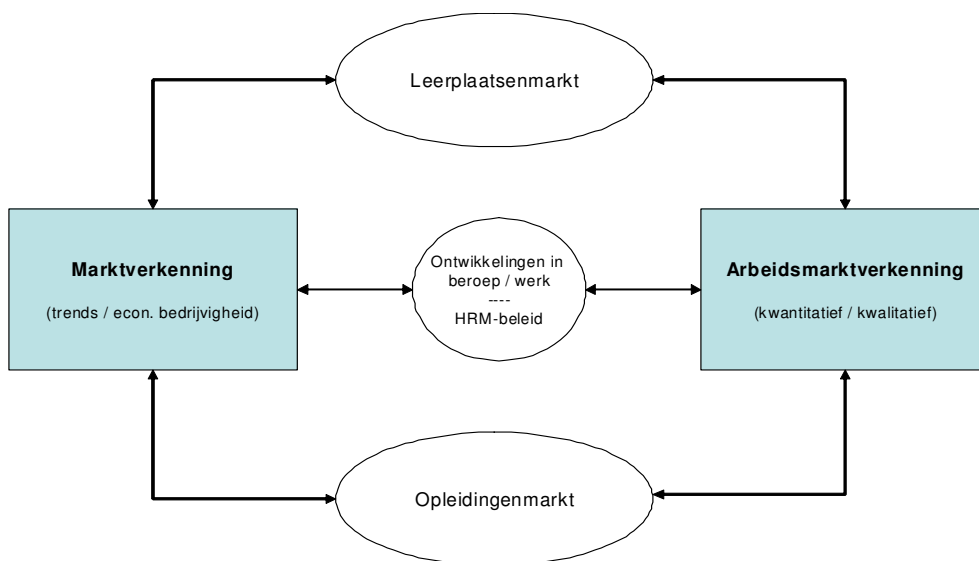 Leerplaatsenmarkt
Marktverkenning
(trends / econ. bedrijvigheid)
Ontwikkelingen in
beroep / werk
----
HRM-beleid
Arbeidsmarktverkenning
(kwantitatief / kwalitatief)
Opleidingenmarkt